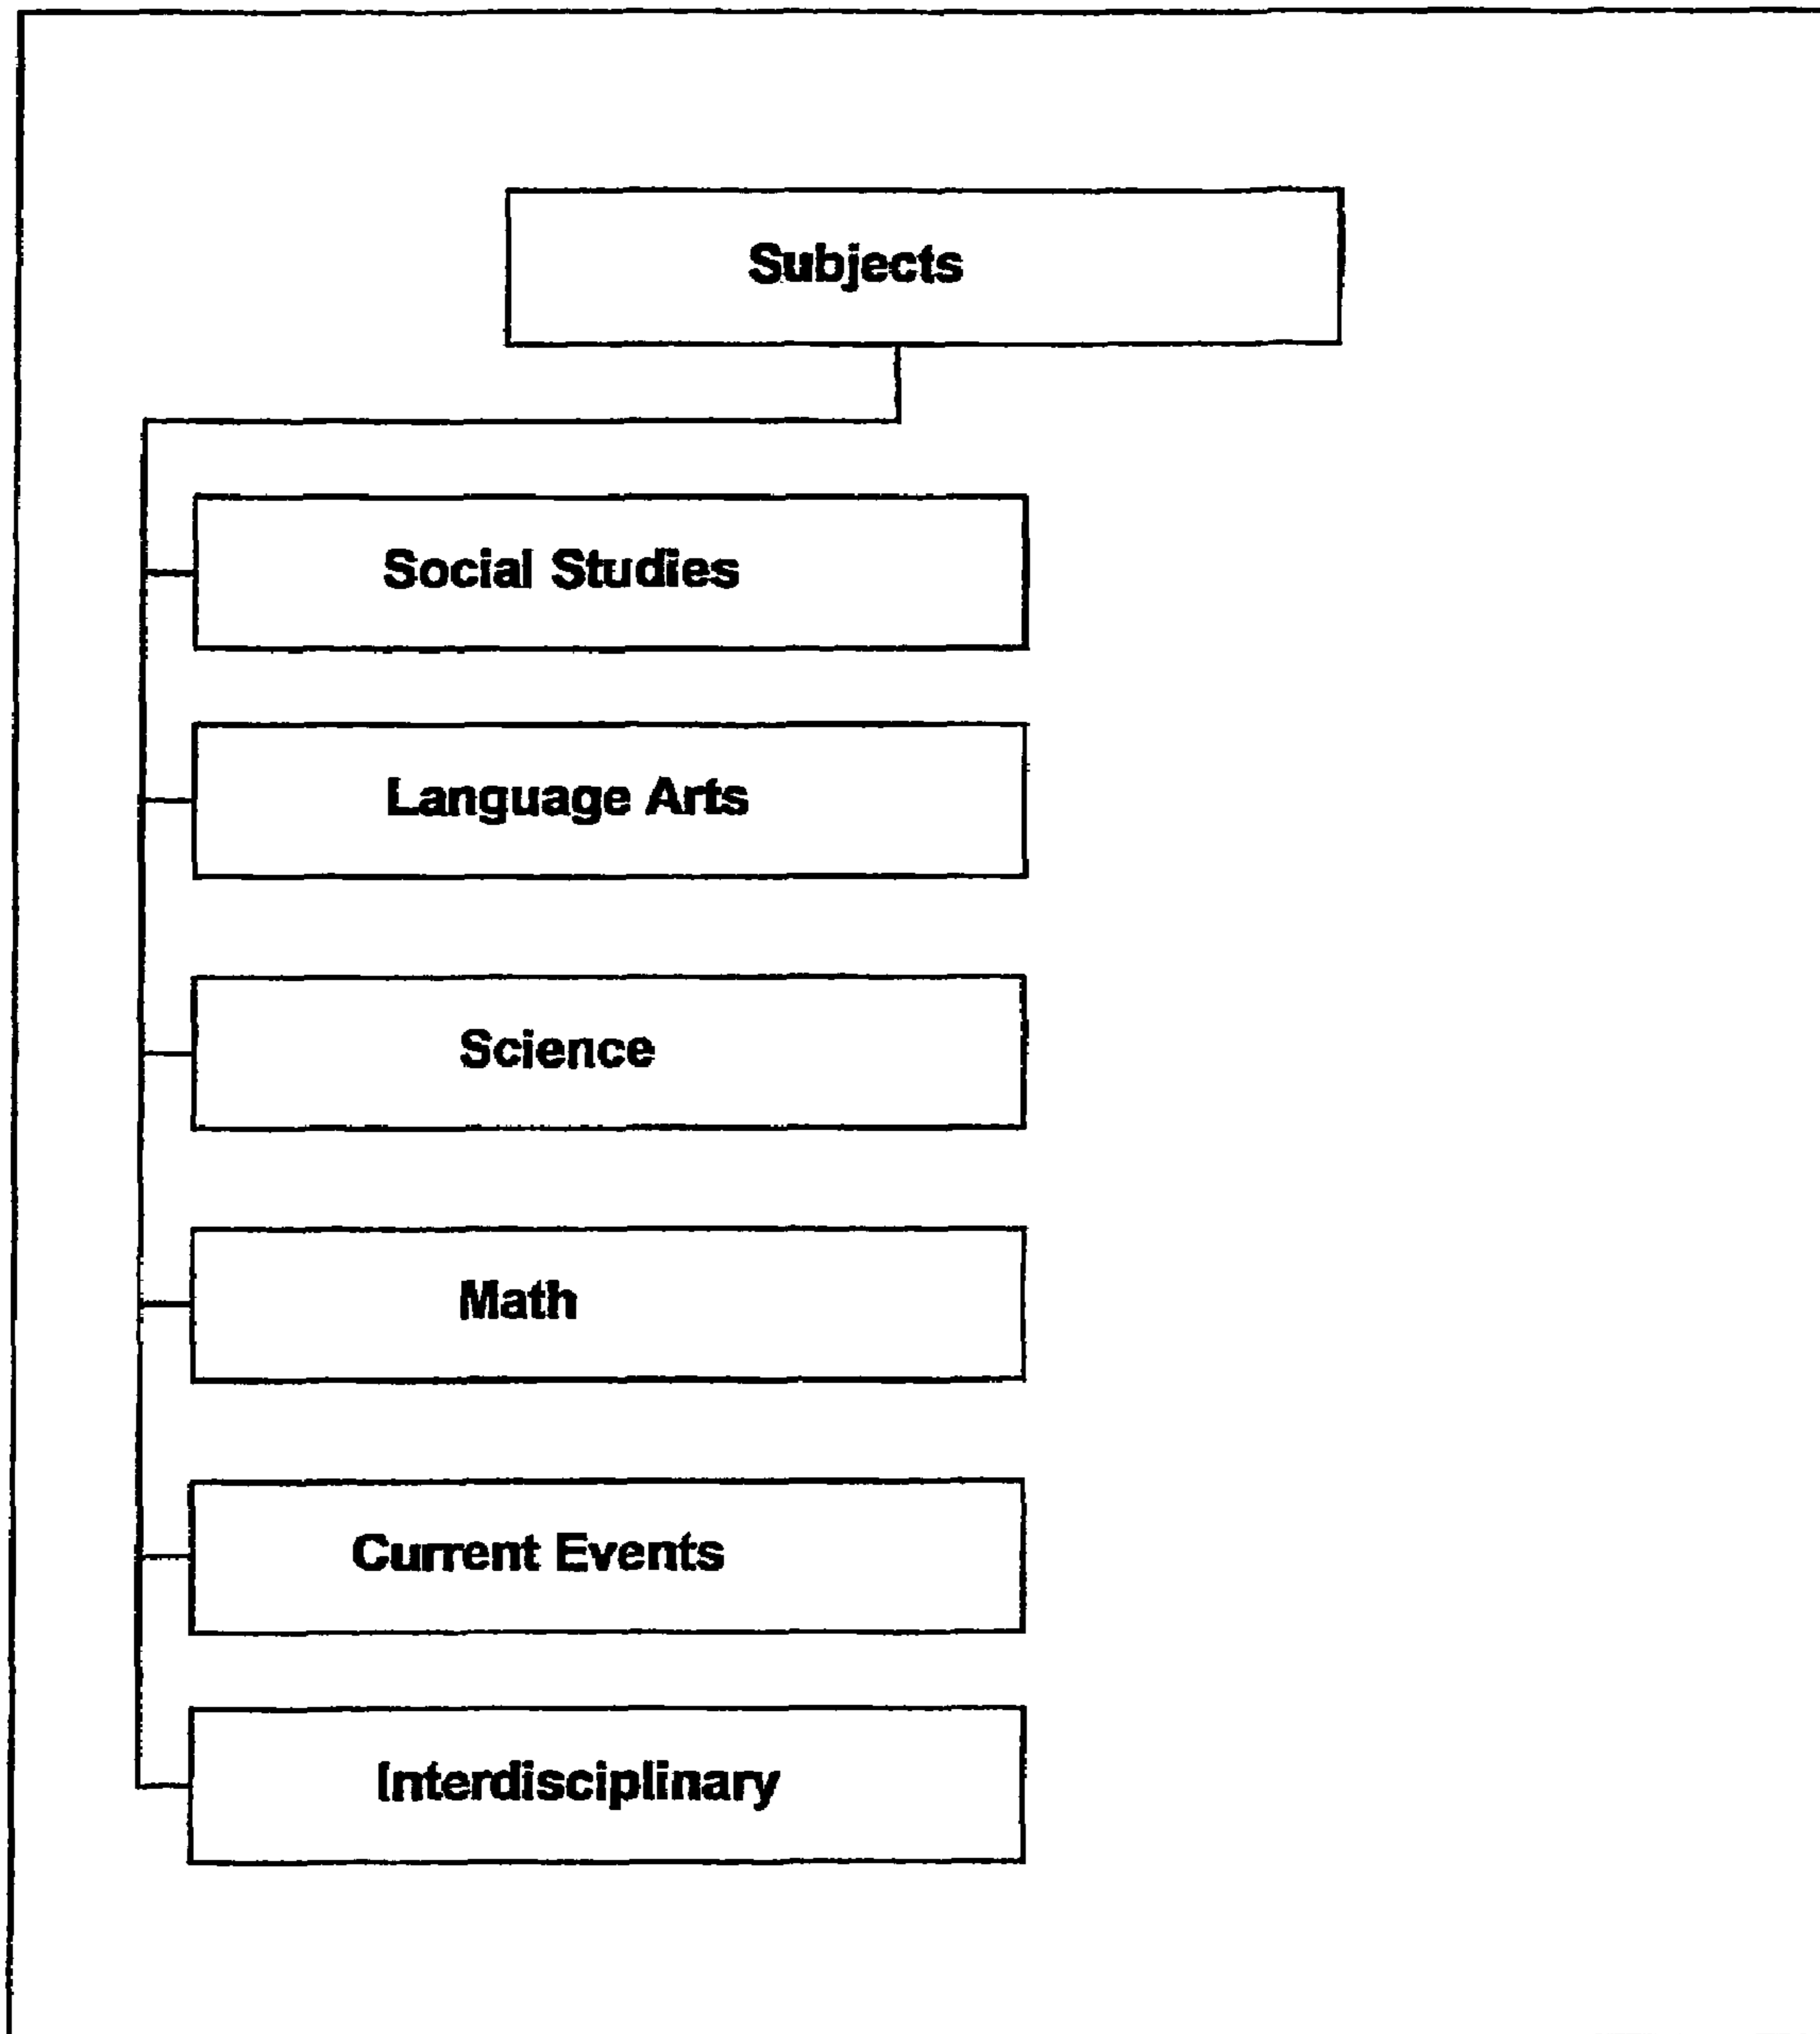 Subjects
Social Studies
Language Arts
Science
Math
Current Events
Interdisciplinary